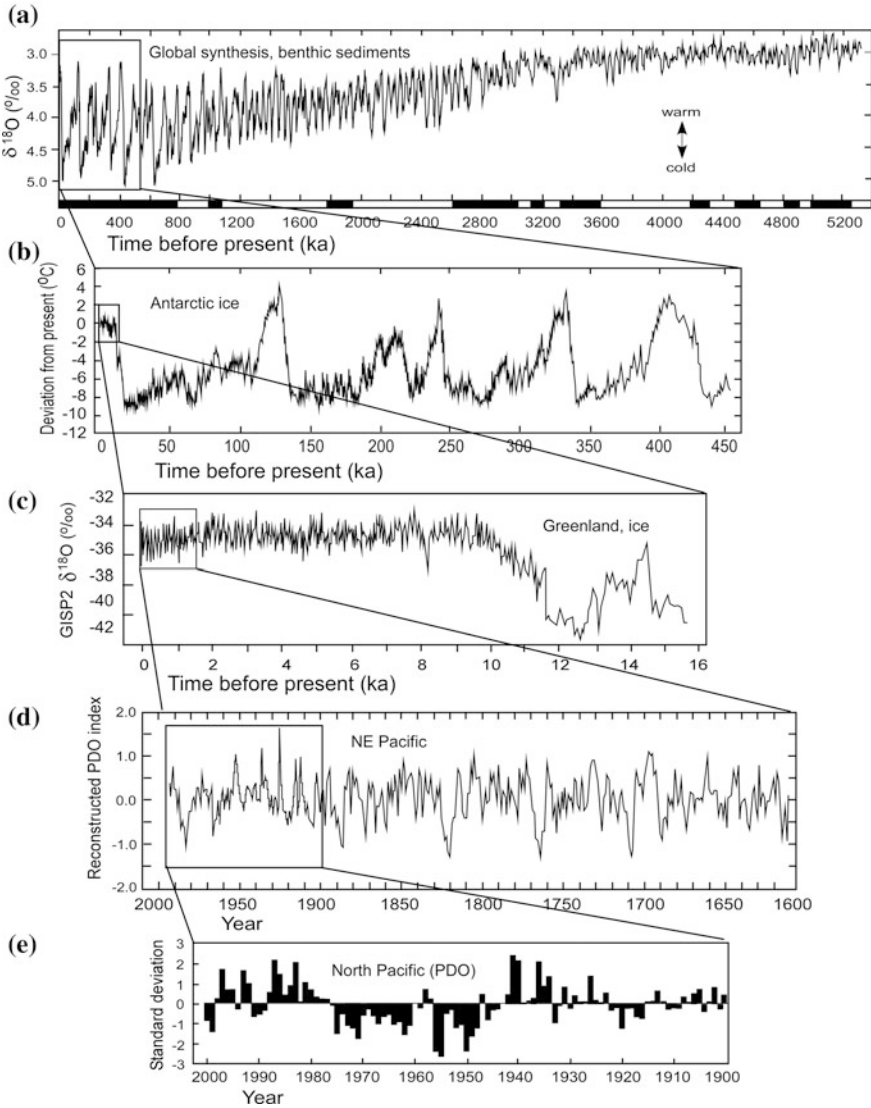 (a)
Global synthesis, benthic sediments
δ 18O (o/oo)
3.0
3.5
4.0
4.5
5.0
warm
cold
0 400 800 1200 1600 2000 2400 2800 3200 3600 4000 4400 4800 5200
Time before present (ka)
(b)
Antarctic ice
Deviation from present (oC)
6
4
2
0
-2
-4
-6
-8
-10
-12
0 50 100 150 200 250 300 350 400 450
Time before present (ka)
(c)
Greenland, ice
GISP2 δ 18O (o/oo)
-32
-34
-36
-38
-40
-42
0 2 4 6 8 10 12 14 16
Time before present (ka)
(d)
NE Pacific
Reconstructed PDO index
2.0
1.0
0.0
-1.0
-2.0
2000 1950 1900 1850 1800 1750 1700 1650 1600
Year
(e)
North Pacific (PDO)
Standard deviation
3
2
1
0
-1
-2
-3
2000 1990 1980 1970 1960 1950 1940 1930 1920 1910 1900
Year